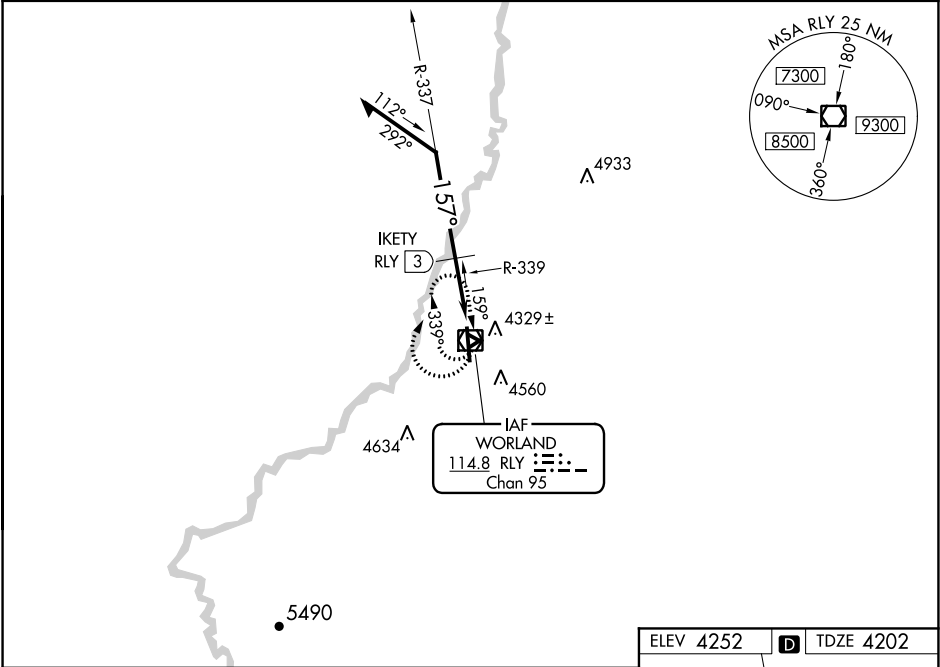 MSA RLY 25 NM
180°
7300
090°
9300
8500
360°
R-337
112°
292°
4933
157°
IKETY
RLY 3
R-339
159°
339°
4329±
4560
4634
IAF
WORLAND
114.8 RLY
Chan 95
5490
ELEV 4252 D TDZE 4202